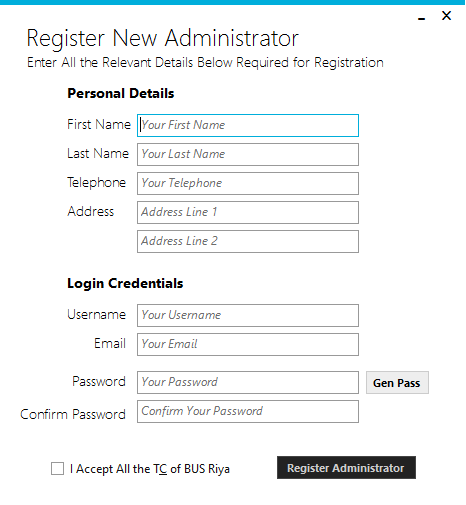 Register New Administrator
Enter All the Relevant Details Below Required for Registration
Personal Details
First Name Your First Name
Last Name Your Last Name
Telephone Your Telephone
Address Address Line 1
Address Line 2
Login Credentials
Username Your Username
Email Your Email
Password Your Password Gen Pass
Confirm Password Confirm Your Password
I Accept All the TC of BUS Riya Register Administrator